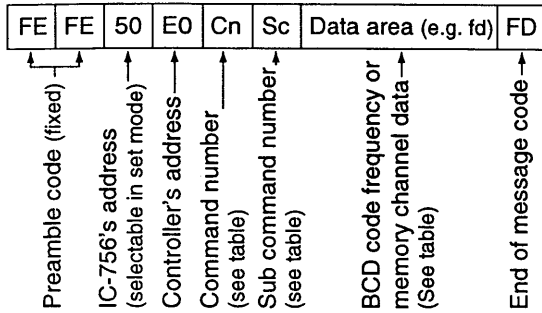 FE FE 50 E0 Cn Sc Data area (e.g. fd) FD
Preamble code (fixed)
IC-756's address
(selectable in set mode)
Controller's address
Command number
(see table)
Sub command number
(see table)
BCD code frequency or
memory channel data
(See table)
End of message code